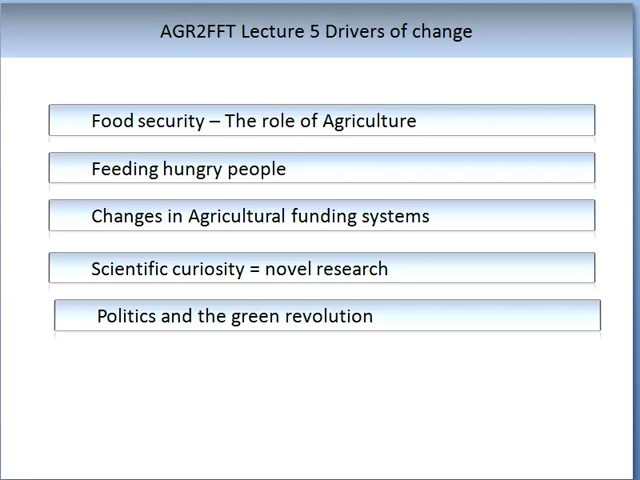 AGR2FFT Lecture 5 Drivers of change
Food security – The role of Agriculture
Feeding hungry people
Changes in Agricultural funding systems
Scientific curiosity = novel research
Politics and the green revolution